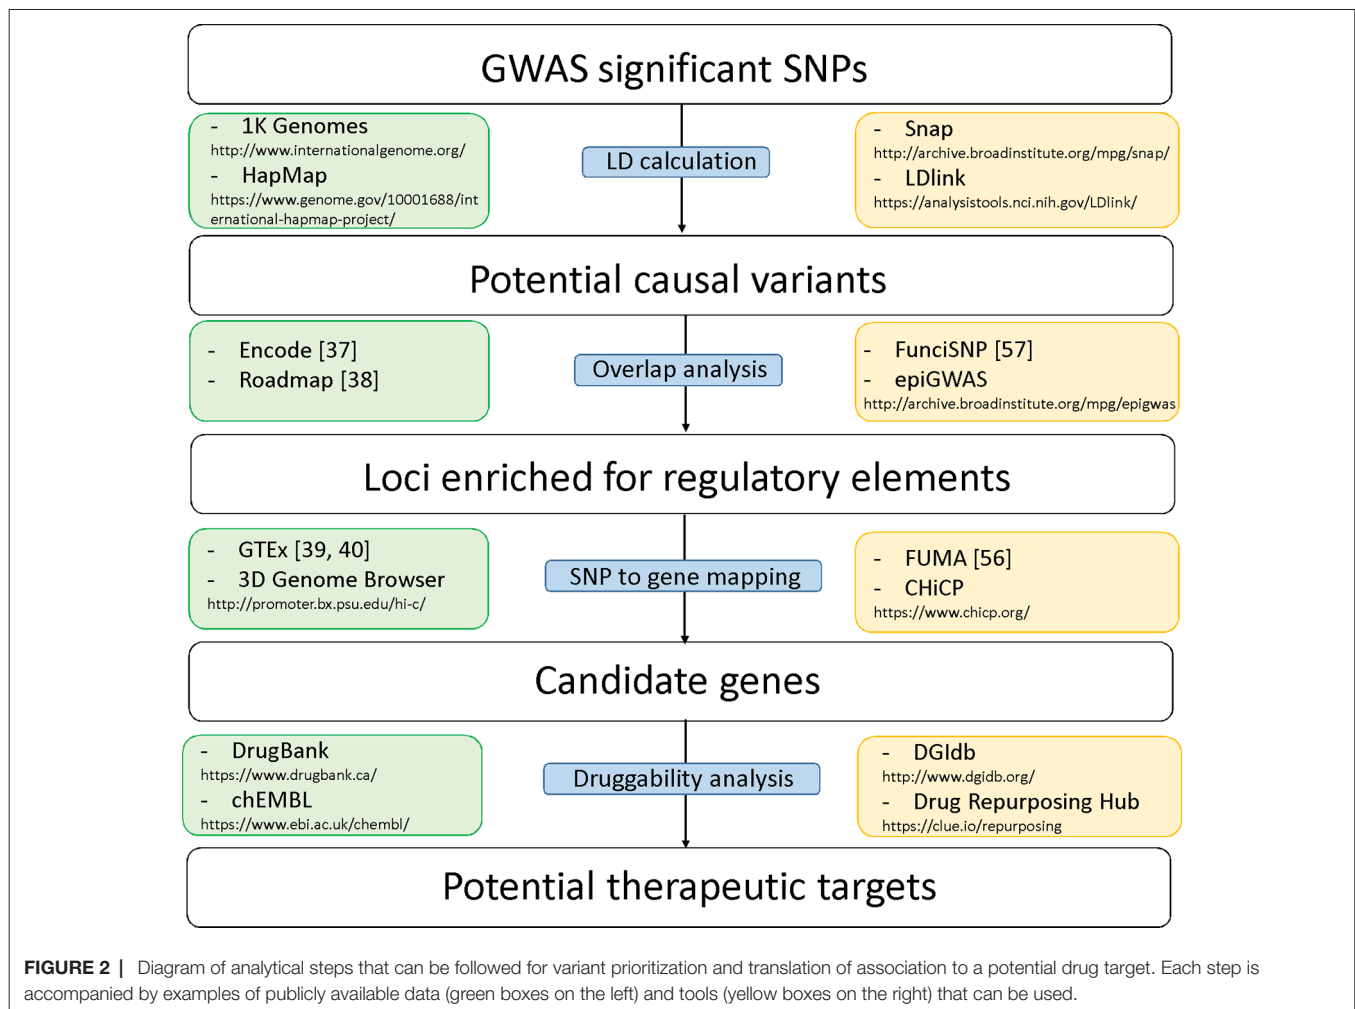 GWAS significant SNPs
- 1K Genomes
http://www.internationalgenome.org/
- HapMap
https://www.genome.gov/10001688/int
ernational-hapmap-project/
LD calculation
- Snap
http://archive.broadinstitute.org/mpg/snap/
- LDlink
https://analysistools.nci.nih.gov/LDlink/
Potential causal variants
- Encode [37]
- Roadmap [38]
Overlap analysis
- FunciSNP [57]
- epiGWAS
http://archive.broadinstitute.org/mpg/epigwas
Loci enriched for regulatory elements
- GTEx [39, 40]
- 3D Genome Browser
http://promoter.bx.psu.edu/hi-c/
SNP to gene mapping
- FUMA [56]
- CHiCP
https://www.chicp.org/
Candidate genes
- DrugBank
https://www.drugbank.ca/
- chEMBL
https://www.ebi.ac.uk/chembl/
Druggability analysis
- DGIdb
http://www.dgidb.org/
- Drug Repurposing Hub
https://clue.io/repurposing
Potential therapeutic targets
FIGURE 2 | Diagram of analytical steps that can be followed for variant prioritization and translation of association to a potential drug target. Each step is
accompanied by examples of publicly available data (green boxes on the left) and tools (yellow boxes on the right) that can be used.